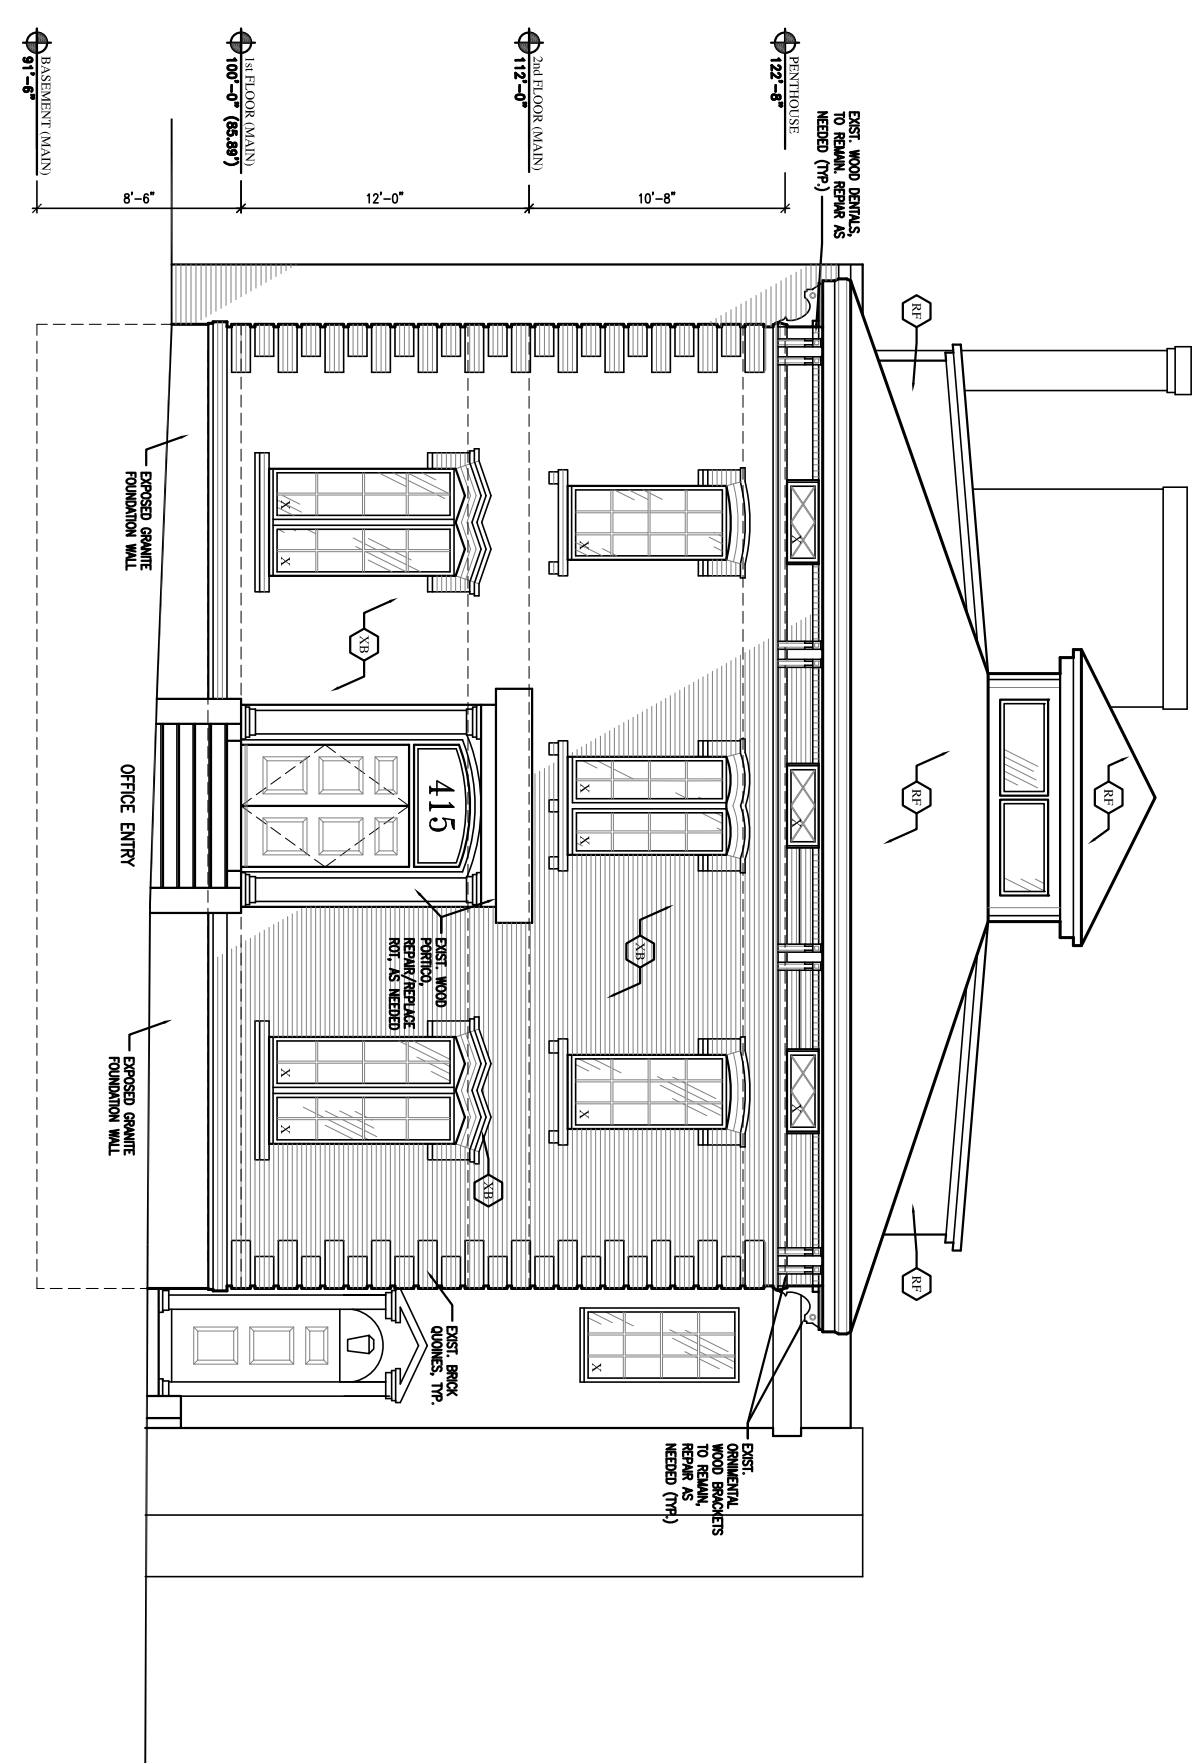 PENTHOUSE
122'-8"
2nd FLOOR (MAIN)
112'-0"
1st FLOOR (MAIN)
100'-0" (85.89')
BASEMENT (MAIN)
91'-6"
10'-8"
12'-0"
8'-6"
EXIST. WOOD DENTALS,
TO REMAIN. REPIAR AS
NEEDED (TYP.)
RF
RF
RF
RF
X
X
X
X
X
X
X
X
X
X
X
X
X
XB
XB
XB
EXPOSED GRANITE
FOUNDATION WALL
415
OFFICE ENTRY
EXIST. WOOD
PORTICO,
REPAIR/REPLACE
ROT, AS NEEDED
EXPOSED GRANITE
FOUNDATION WALL
EXIST. BRICK
QUOINES, TYP.
EXIST.
ORNIMENTAL
WOOD BRACKETS
TO REMAIN,
REPAIR AS
NEEDED (TYP.)